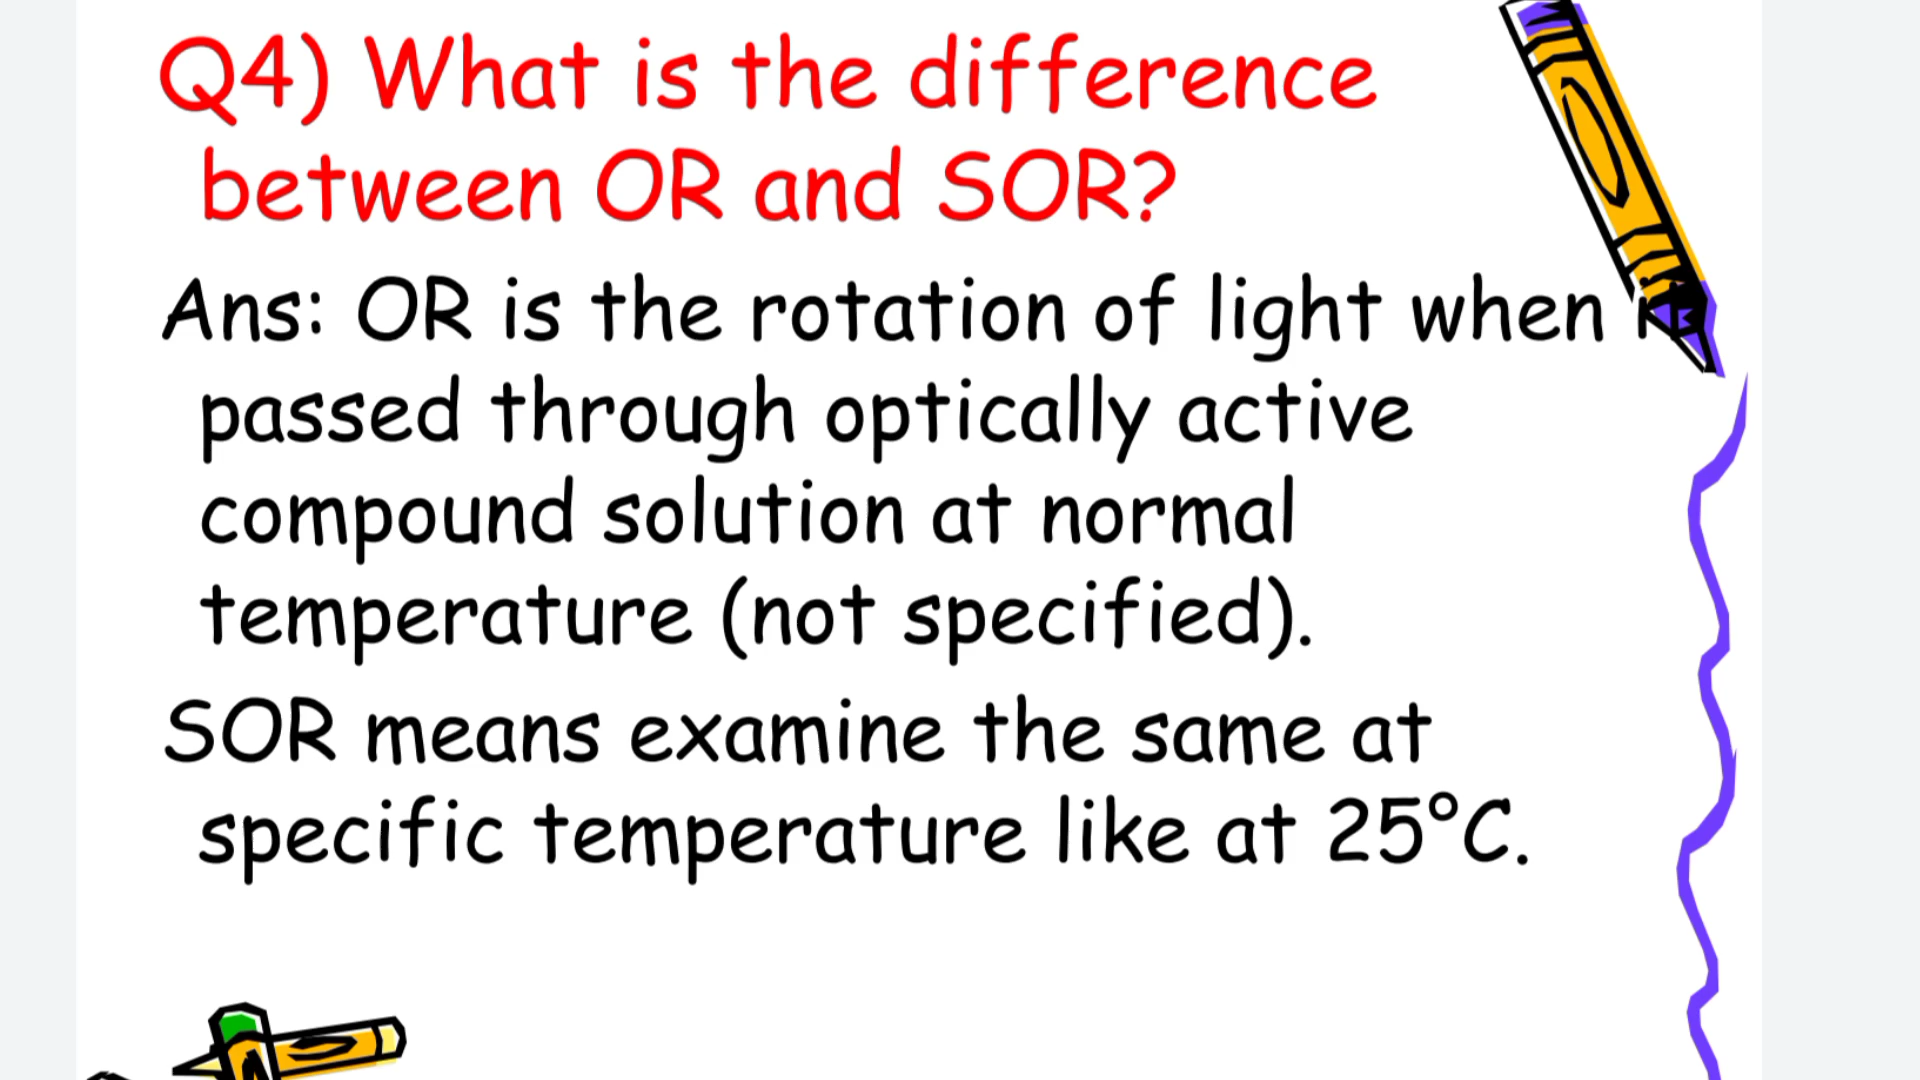 Q4) What is the difference
between OR and SOR?
Ans: OR is the rotation of light when it
passed through optically active
compound solution at normal
temperature (not specified).
SOR means examine the same at
specific temperature like at 25°C.